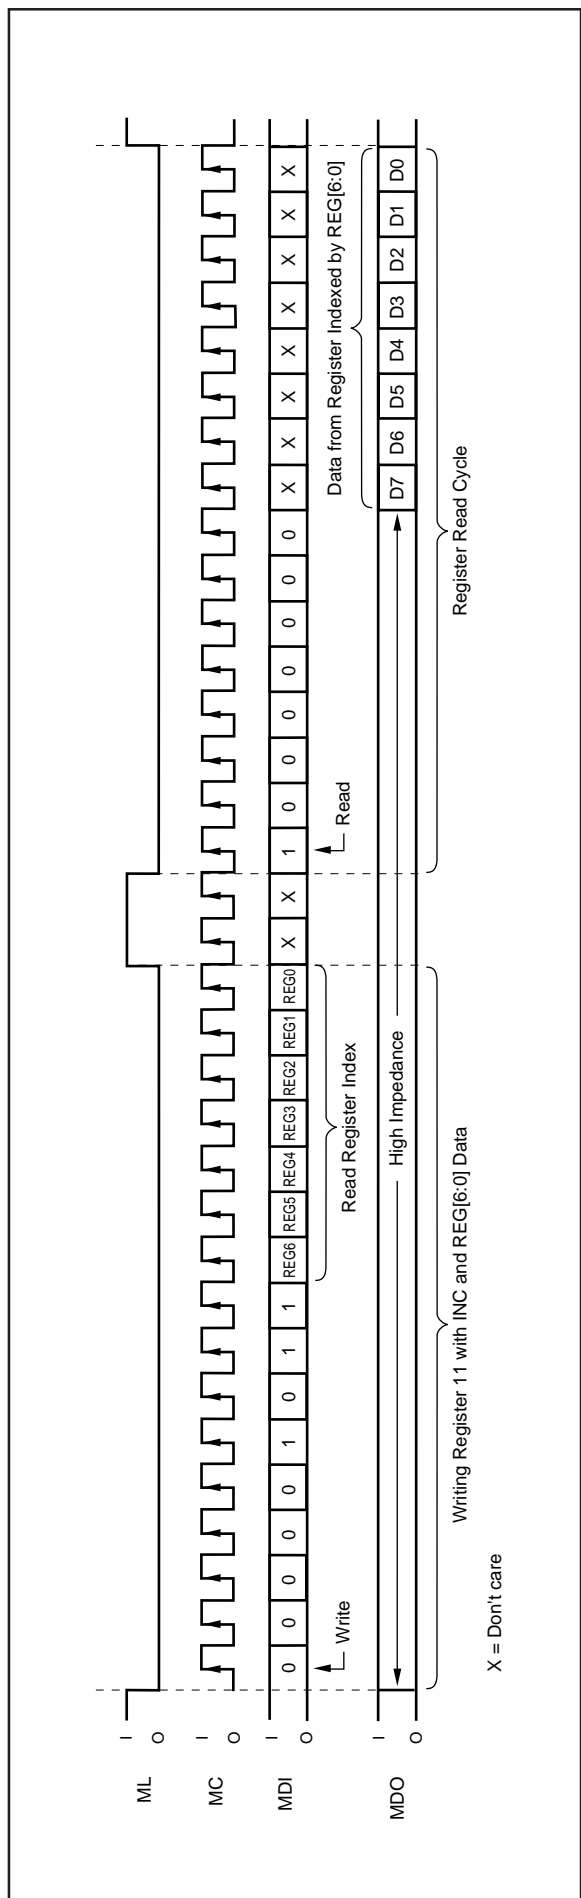 I
ML
O
I
MC
O
I
MDI 0 0 0 0 0 1 0 1 1 REG6 REG5 REG4 REG3 REG2 REG1 REG0 X X 1 0 0 0 0 0 0 0 X X X X X X X X
O
Write
Read Register Index
Read
Data from Register Indexed by REG[6:0]
I
MDO High Impedance D7 D6 D5 D4 D3 D2 D1 D0
O
Writing Register 11 with INC and REG[6:0] Data
Register Read Cycle
X = Don't care